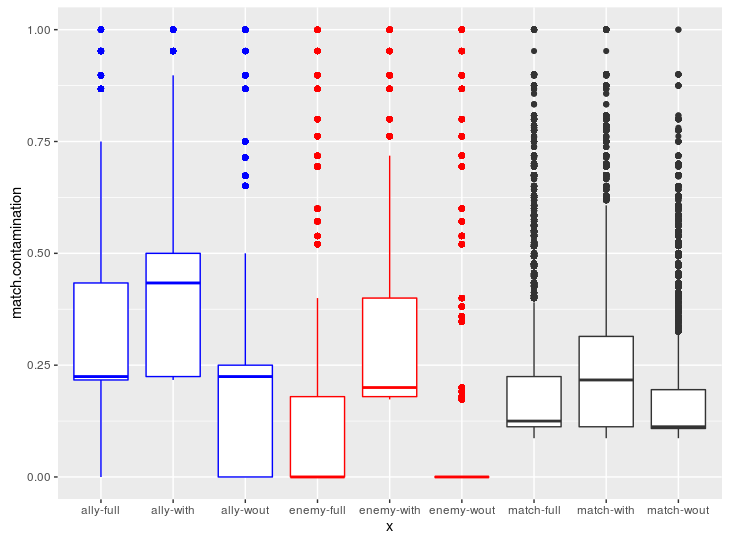 match.contamination
1.00
0.75
0.50
0.25
0.00
ally-full ally-with ally-wout enemy-full enemy-with enemy-wout match-full match-with match-wout
x